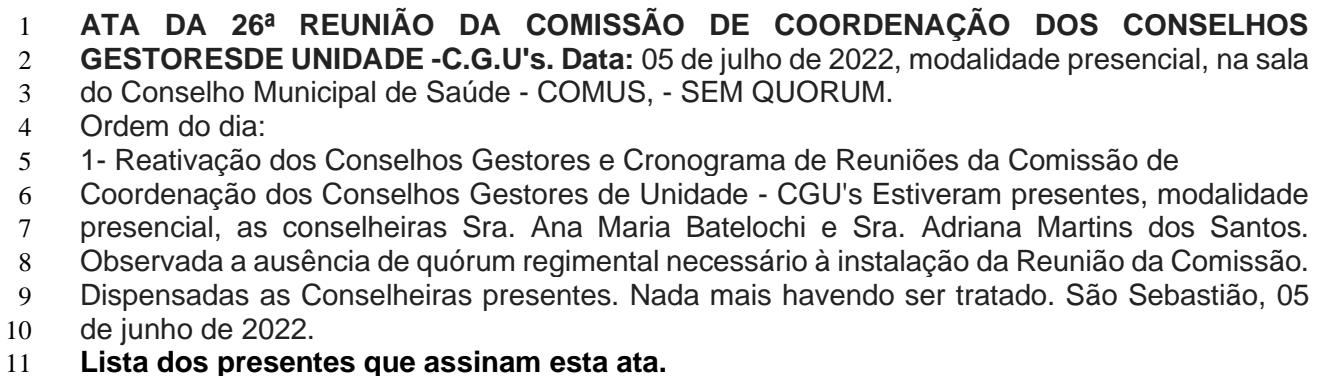 1 ATA DA 26ª REUNIÃO DA COMISSÃO DE COORDENAÇÃO DOS CONSELHOS
2 GESTORESDE UNIDADE -C.G.U's. Data: 05 de julho de 2022, modalidade presencial, na sala
3 do Conselho Municipal de Saúde - COMUS, - SEM QUORUM.
4 Ordem do dia:
5 1- Reativação dos Conselhos Gestores e Cronograma de Reuniões da Comissão de
6 Coordenação dos Conselhos Gestores de Unidade - CGU's Estiveram presentes, modalidade
7 presencial, as conselheiras Sra. Ana Maria Batelochi e Sra. Adriana Martins dos Santos.
8 Observada a ausência de quórum regimental necessário à instalação da Reunião da Comissão.
9 Dispensadas as Conselheiras presentes. Nada mais havendo ser tratado. São Sebastião, 05
10 de junho de 2022.
11 Lista dos presentes que assinam esta ata.